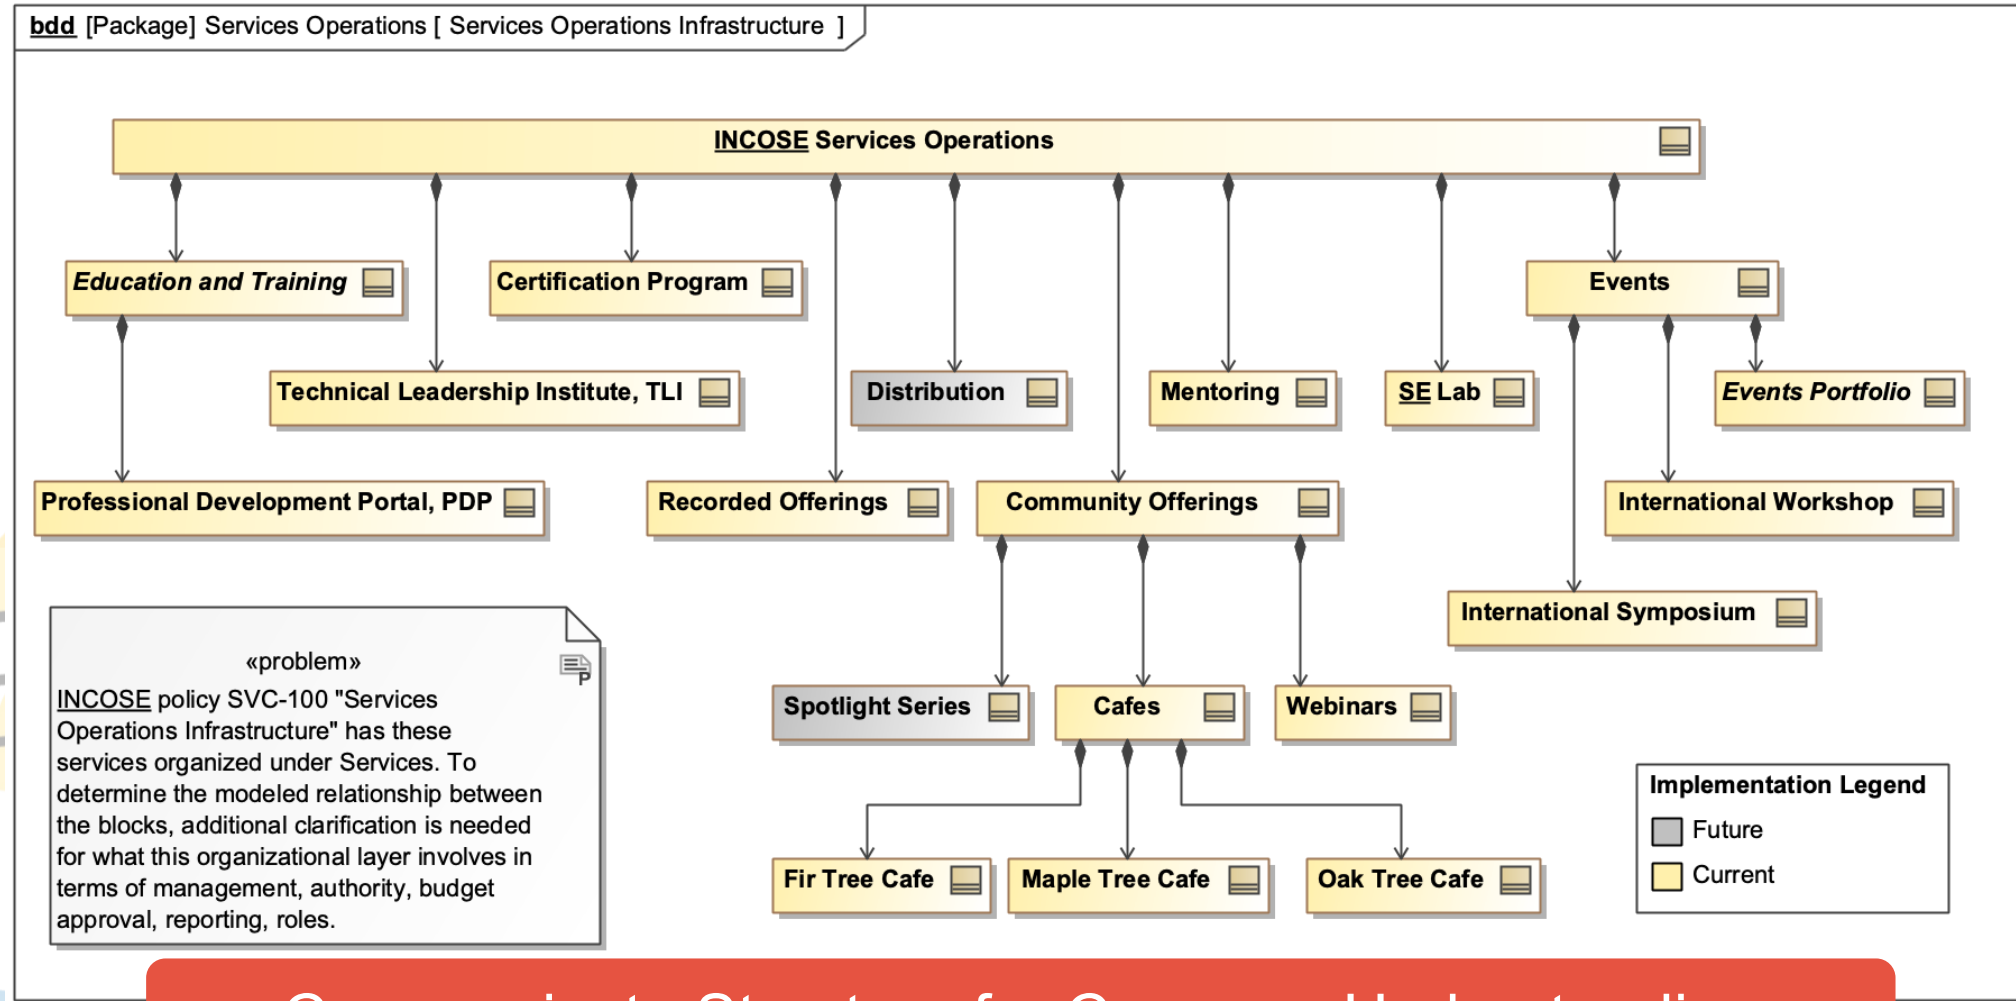 bdd [Package] Services Operations [ Services Operations Infrastructure ]
INCOSE Services Operations
Education and Training
Certification Program
Events
Technical Leadership Institute, TLI
Distribution
Mentoring
SE Lab
Events Portfolio
Professional Development Portal, PDP
Recorded Offerings
Community Offerings
International Workshop
International Symposium
«problem»
INCOSE policy SVC-100 "Services
Operations Infrastructure" has these
services organized under Services. To
determine the modeled relationship between
the blocks, additional clarification is needed
for what this organizational layer involves in
terms of management, authority, budget
approval, reporting, roles.
P
Spotlight Series
Cafes
Webinars
Fir Tree Cafe
Maple Tree Cafe
Oak Tree Cafe
Implementation Legend
Future
Current